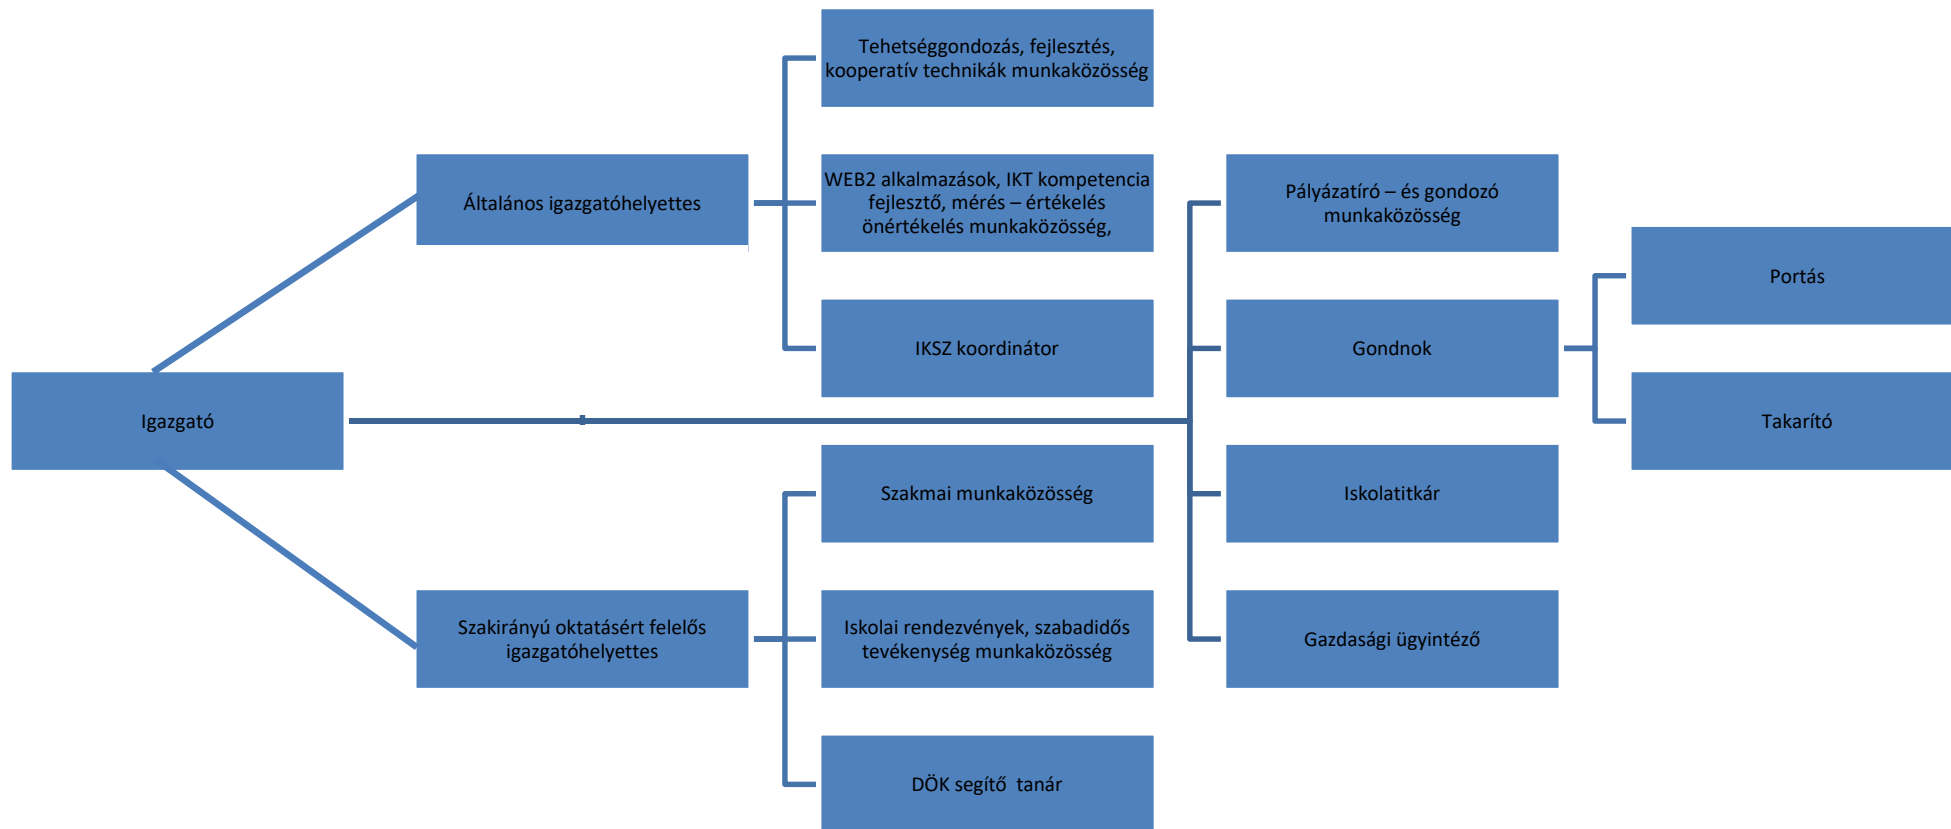 Tehetséggondozás, fejlesztés,
kooperatív technikák munkaközösség
Általános igazgatóhelyettes
WEB2 alkalmazások, IKT kompetencia
fejlesztő, mérés – értékelés
önértékelés munkaközösség,
Pályázatíró – és gondozó
munkaközösség
Portás
IKSZ koordinátor
Gondnok
Igazgató
Takarító
Szakmai munkaközösség
Iskolatitkár
Szakirányú oktatásért felelős
igazgatóhelyettes
Iskolai rendezvények, szabadidős
tevékenység munkaközösség
Gazdasági ügyintéző
DÖK segítő  tanár